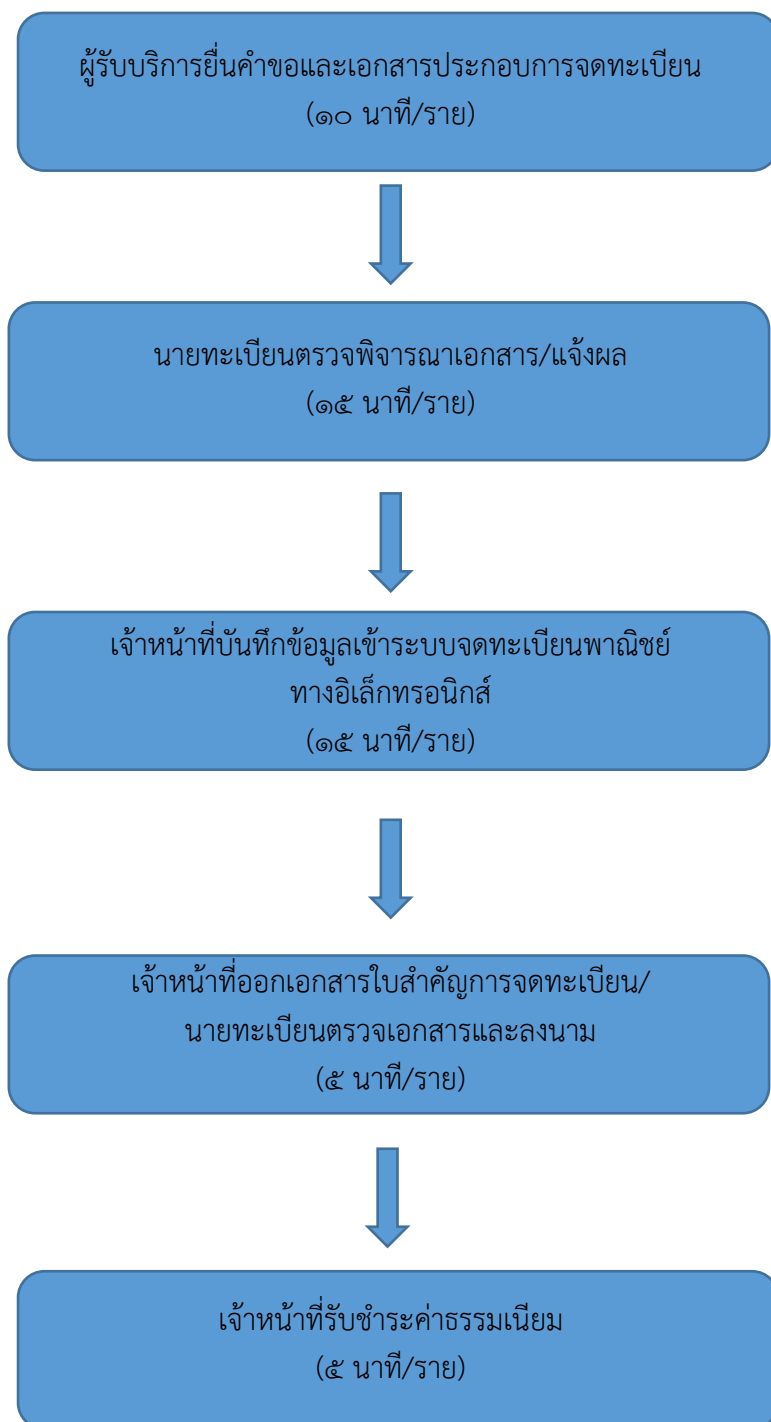 ผู้รับบริการยื่นคำขอและเอกสารประกอบการจดทะเบียน
(๑๐ นาที/ราย)
นายทะเบียนตรวจพิจารณาเอกสาร/แจ้งผล
(๑๕ นาที/ราย)
เจ้าหน้าที่บันทึกข้อมูลเข้าระบบจดทะเบียนพาณิชย์
ทางอิเล็กทรอนิกส์
(๑๕ นาที/ราย)
เจ้าหน้าที่ออกเอกสารใบสำคัญการจดทะเบียน/
นายทะเบียนตรวจเอกสารและลงนาม
(๕ นาที/ราย)
เจ้าหน้าที่รับชำระค่าธรรมเนียม
(๕ นาที/ราย)